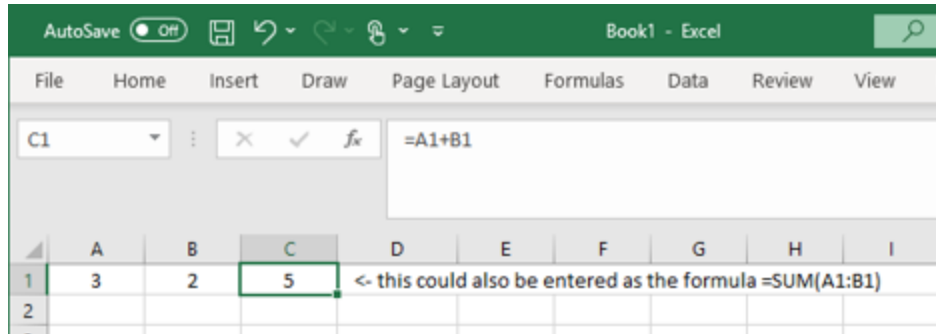 AutoSave Off Book1 - Excel
File Home Insert Draw Page Layout Formulas Data Review View
C1 fx =A1+B1
A B C D E F G H I
1 3 2 5 <- this could also be entered as the formula =SUM(A1:B1)
2